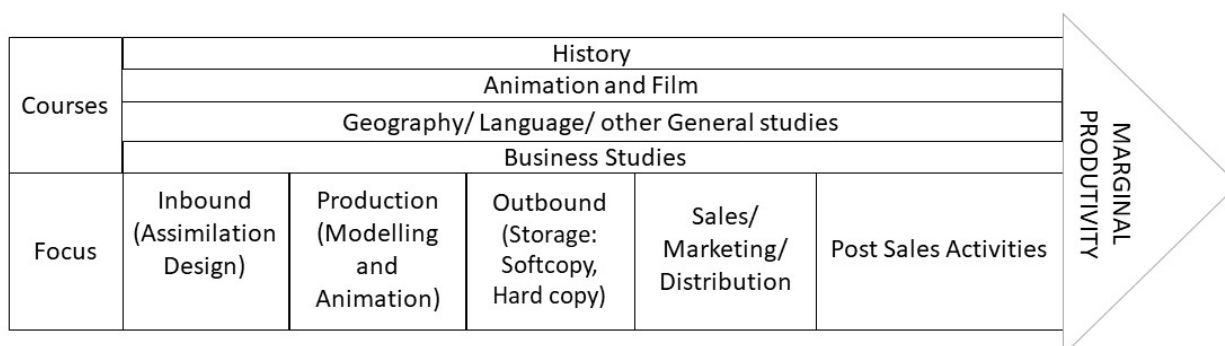 Courses
History
Animation and Film
Geography/ Language/ other General studies
Business Studies
Focus
Inbound
(Assimilation
Design)
Production
(Modelling
and
Animation)
Outbound
(Storage:
Softcopy,
Hard copy)
Sales/
Marketing/
Distribution
Post Sales Activities
MARGINAL
PRODUTIVITY